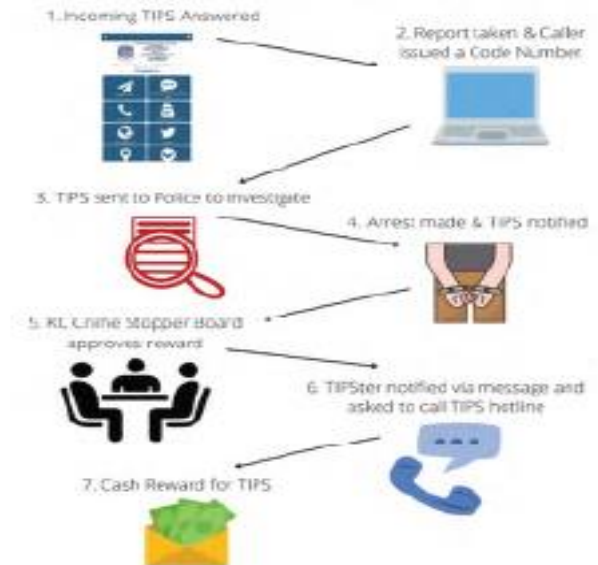 1. Incoming TIPS Answered
2. Report taken & Caller
issued a Code Number
3. TIPS sent to Police to investigate
4. Arrest made & TIPS notified
5. KL Crime Stopper Board
approves reward
6. TIPSter notified via message and
asked to call TIPS hotline
7. Cash Reward for TIPS